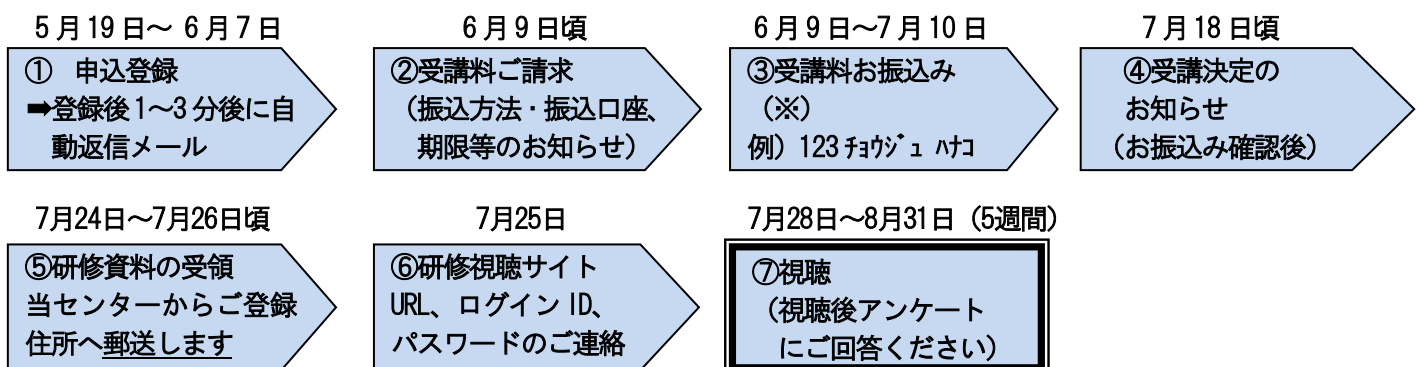 5月19日～6月7日
①　申込登録
➡登録後1～3分後に自
動返信メール
6月9日頃
②受講料ご請求
（振込方法・振込口座、
期限等のお知らせ）
6月9日～7月10日
③受講料お振込み
（※）
例）123ﾁｮｳｼﾞｭ ﾊﾅｺ
7月18日頃
④受講決定の
お知らせ
（お振込み確認後）
7月24日～7月26日頃
⑤研修資料の受領
当センターからご登録
住所へ郵送します
7月25日
⑥研修視聴サイト
URL、ログインID、
パスワードのご連絡
7月28日～8月31日（5週間）
⑦視聴
（視聴後アンケート
にご回答ください）